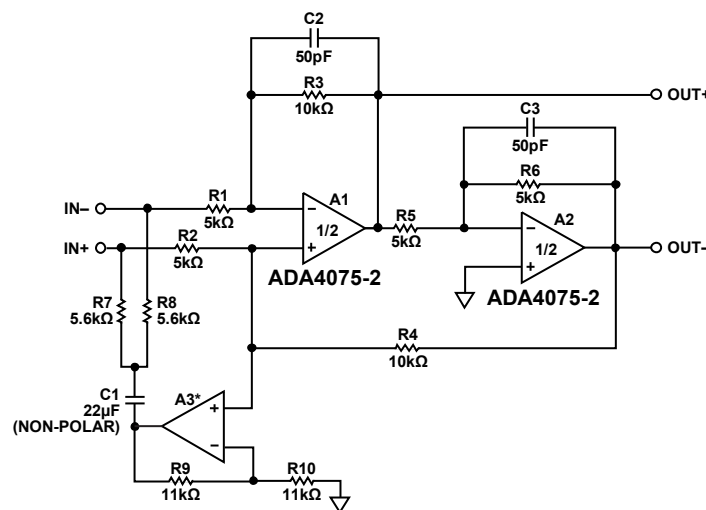 C2
50pF
R3
10kΩ
OUT+
C3
50pF
R6
5kΩ
IN–
R1
5kΩ
A1
–
1/2
+
R5
5kΩ
A2
–
1/2
+
IN+
R2
5kΩ
OUT–
ADA4075-2
ADA4075-2
R7
5.6kΩ
R8
5.6kΩ
R4
10kΩ
C1
22µF
(NON-POLAR)
A3*
+
–
R9
11kΩ
R10
11kΩ